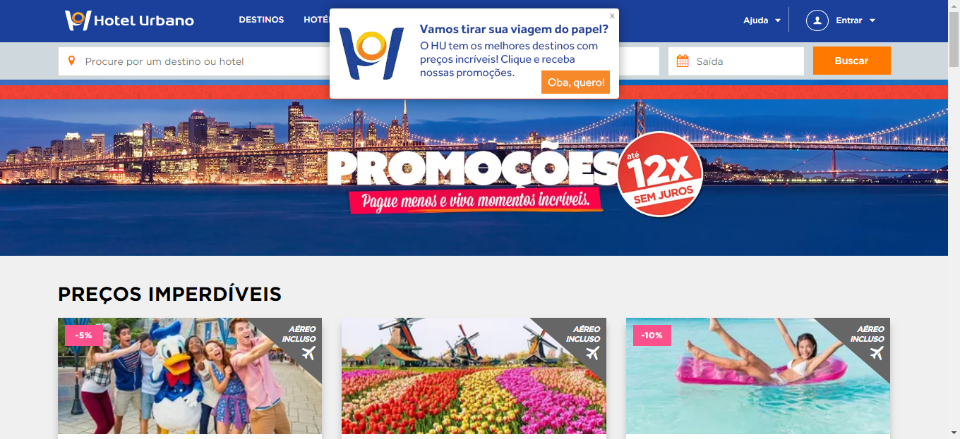 Hotel Urbano
DESTINOS
Ajuda
Entrar
x
Vamos tirar sua viagem do papel?
O HU tem os melhores destinos com
preços incríveis! Clique e receba
nossas promoções.
Oba, quero!
Procure por um destino ou hotel
Saída
Buscar
PROMOÇÕES
Pague menos e viva momentos incríveis.
até
12x
SEM JUROS
PREÇOS IMPERDÍVEIS
-5%
AÉREO
INCLUSO
AÉREO
INCLUSO
-10%
AÉREO
INCLUSO